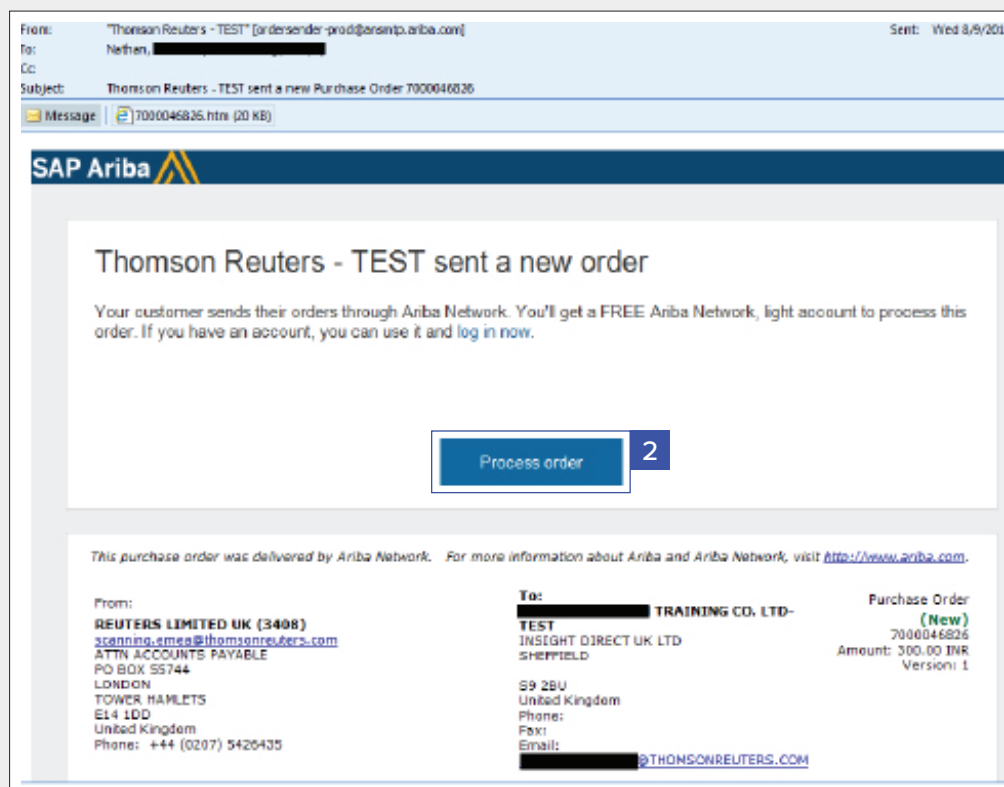 From: "Thomson Reuters - TEST" [ordersender-prod@ansmtp.ariba.com] Sent: Wed 8/9/201
To: Nathan,
Cc:
Subject: Thomson Reuters - TEST sent a new Purchase Order 7000046826
Message 7000046826.htm (20 KB)
SAP Ariba
Thomson Reuters - TEST sent a new order
Your customer sends their orders through Ariba Network. You'll get a FREE Ariba Network, light account to process this
order. If you have an account, you can use it and log in now.
Process order
2
This purchase order was delivered by Ariba Network. For more information about Ariba and Ariba Network, visit http://www.ariba.com.
From:
REUTERS LIMITED UK (3408)
scanning.emea@thomsonreuters.com
ATTN ACCOUNTS PAYABLE
PO BOX 55744
LONDON
TOWER HAMLETS
E14 1DD
United Kingdom
Phone: +44 (0207) 5426435
To:
TRAINING CO. LTD-
TEST
INSIGHT DIRECT UK LTD
SHEFFIELD
S9 2BU
United Kingdom
Phone:
Fax:
Email:
@THOMSONREUTERS.COM
Purchase Order
(New)
7000046826
Amount: 300.00 INR
Version: 1